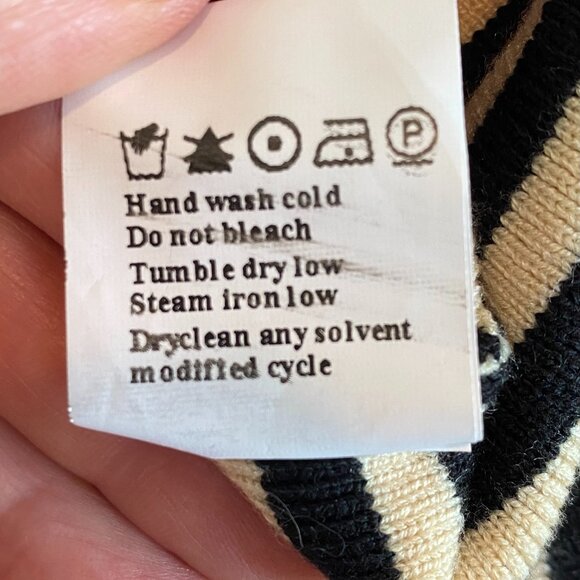 P
Hand wash cold
Do not bleach
Tumble dry low
Steam iron low
Dryclean any solvent
modified cycle